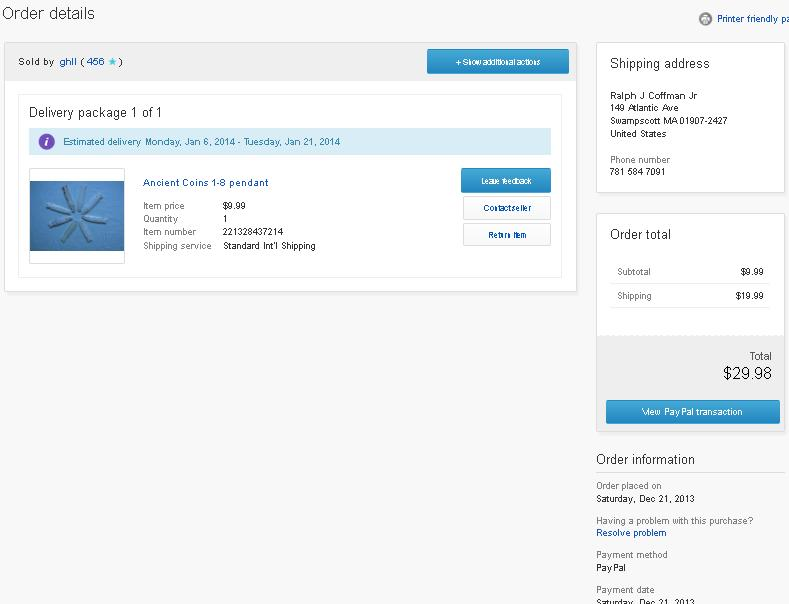 Order details
Printer friendly pa
Sold by ghll ( 456 ★ )
+ Show additional actions
Delivery package 1 of 1
Estimated delivery Monday, Jan 6, 2014 - Tuesday, Jan 21, 2014
Ancient Coins 1-8 pendant
Item price $9.99
Quantity 1
Item number 221328437214
Shipping service Standard Int'l Shipping
Leave feedback
Contact seller
Return item
Shipping address
Ralph J Coffman Jr
149 Atlantic Ave
Swampscott MA 01907-2427
United States
Phone number
781 584 7091
Order total
Subtotal $9.99
Shipping $19.99
Total
$29.98
View PayPal transaction
Order information
Order placed on
Saturday, Dec 21, 2013
Having a problem with this purchase?
Resolve problem
Payment method
PayPal
Payment date
Saturday, Dec 21, 2013